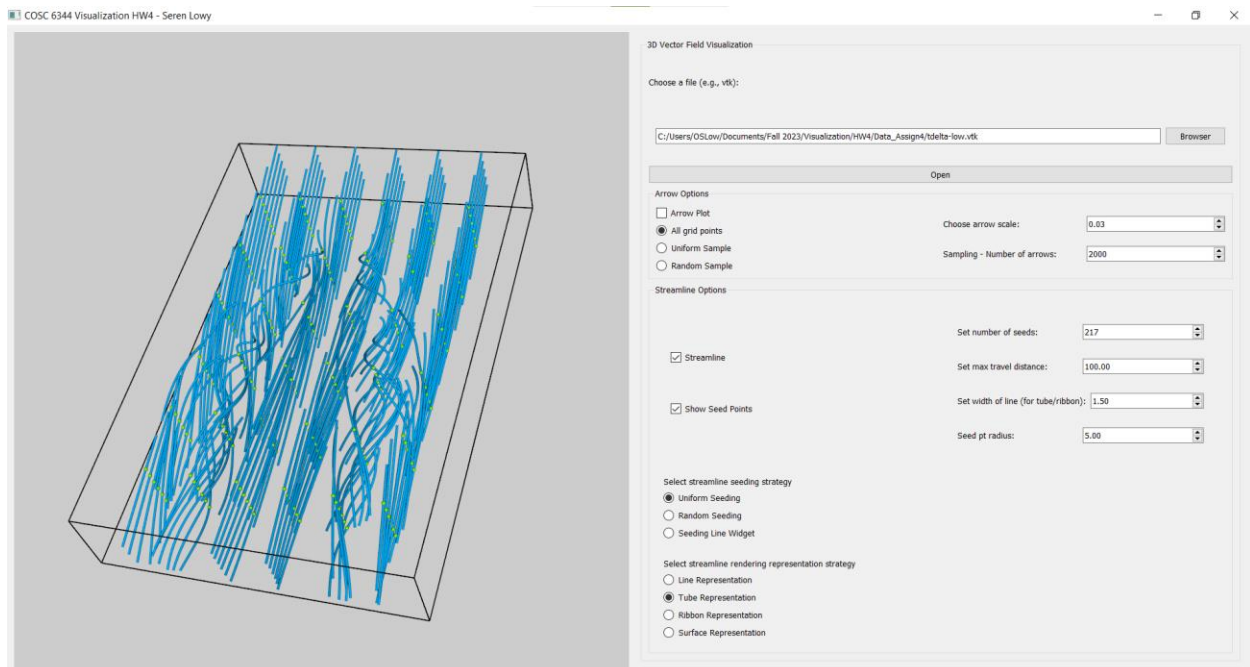 COSC 6344 Visualization HW4 - Seren Lowy
3D Vector Field Visualization
Choose a file (e.g., vtk):
C:/Users/OSLow/Documents/Fall 2023/Visualization/HW4/Data_Assign4/tdelta-low.vtk Browser
Open
Arrow Options
Arrow Plot
All grid points
Choose arrow scale: 0.03
Uniform Sample
Sampling - Number of arrows: 2000
Random Sample
Streamline Options
Set number of seeds: 217
Streamline
Set max travel distance: 100.00
Set width of line (for tube/ribbon): 1.50
Show Seed Points
Seed pt radius: 5.00
Select streamline seeding strategy
Uniform Seeding
Random Seeding
Seeding Line Widget
Select streamline rendering representation strategy
Line Representation
Tube Representation
Ribbon Representation
Surface Representation